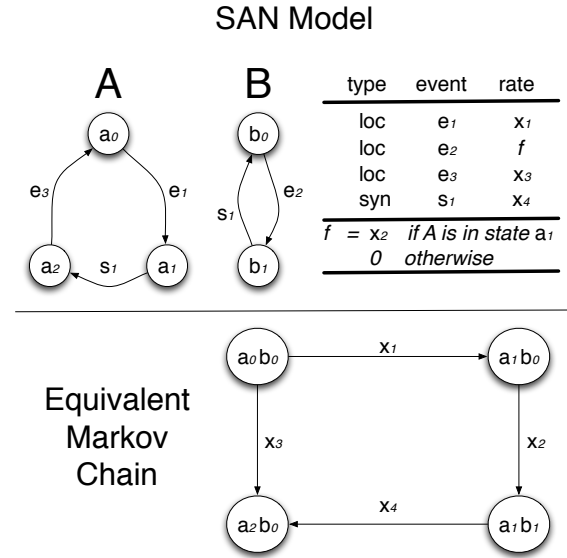 SAN Model
A
B
a0
e3
e1
a2
s1
a1
b0
s1
e2
b1
type event rate
loc e1 x1
loc e2 f
loc e3 x3
syn s1 x4
f = x2 if A is in state a1
0 otherwise
Equivalent
Markov
Chain
a0b0
x1
a1b0
x3
x2
a2b0
x4
a1b1